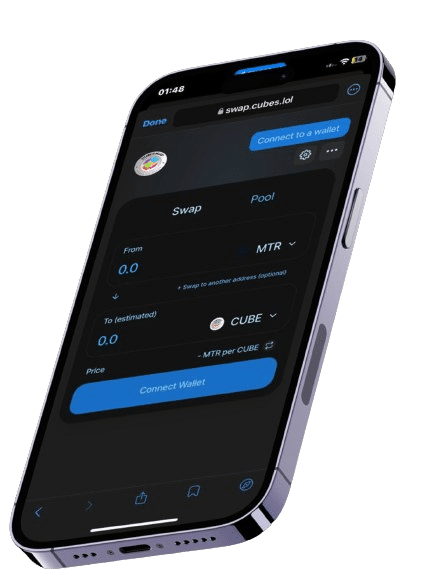 01:48
Done
swap.cubes.lol
Connect to a wallet
Swap
Pool
From
0.0
MTR
+ Swap to another address (optional)
To (estimated)
0.0
CUBE
Price
- MTR per CUBE
Connect Wallet